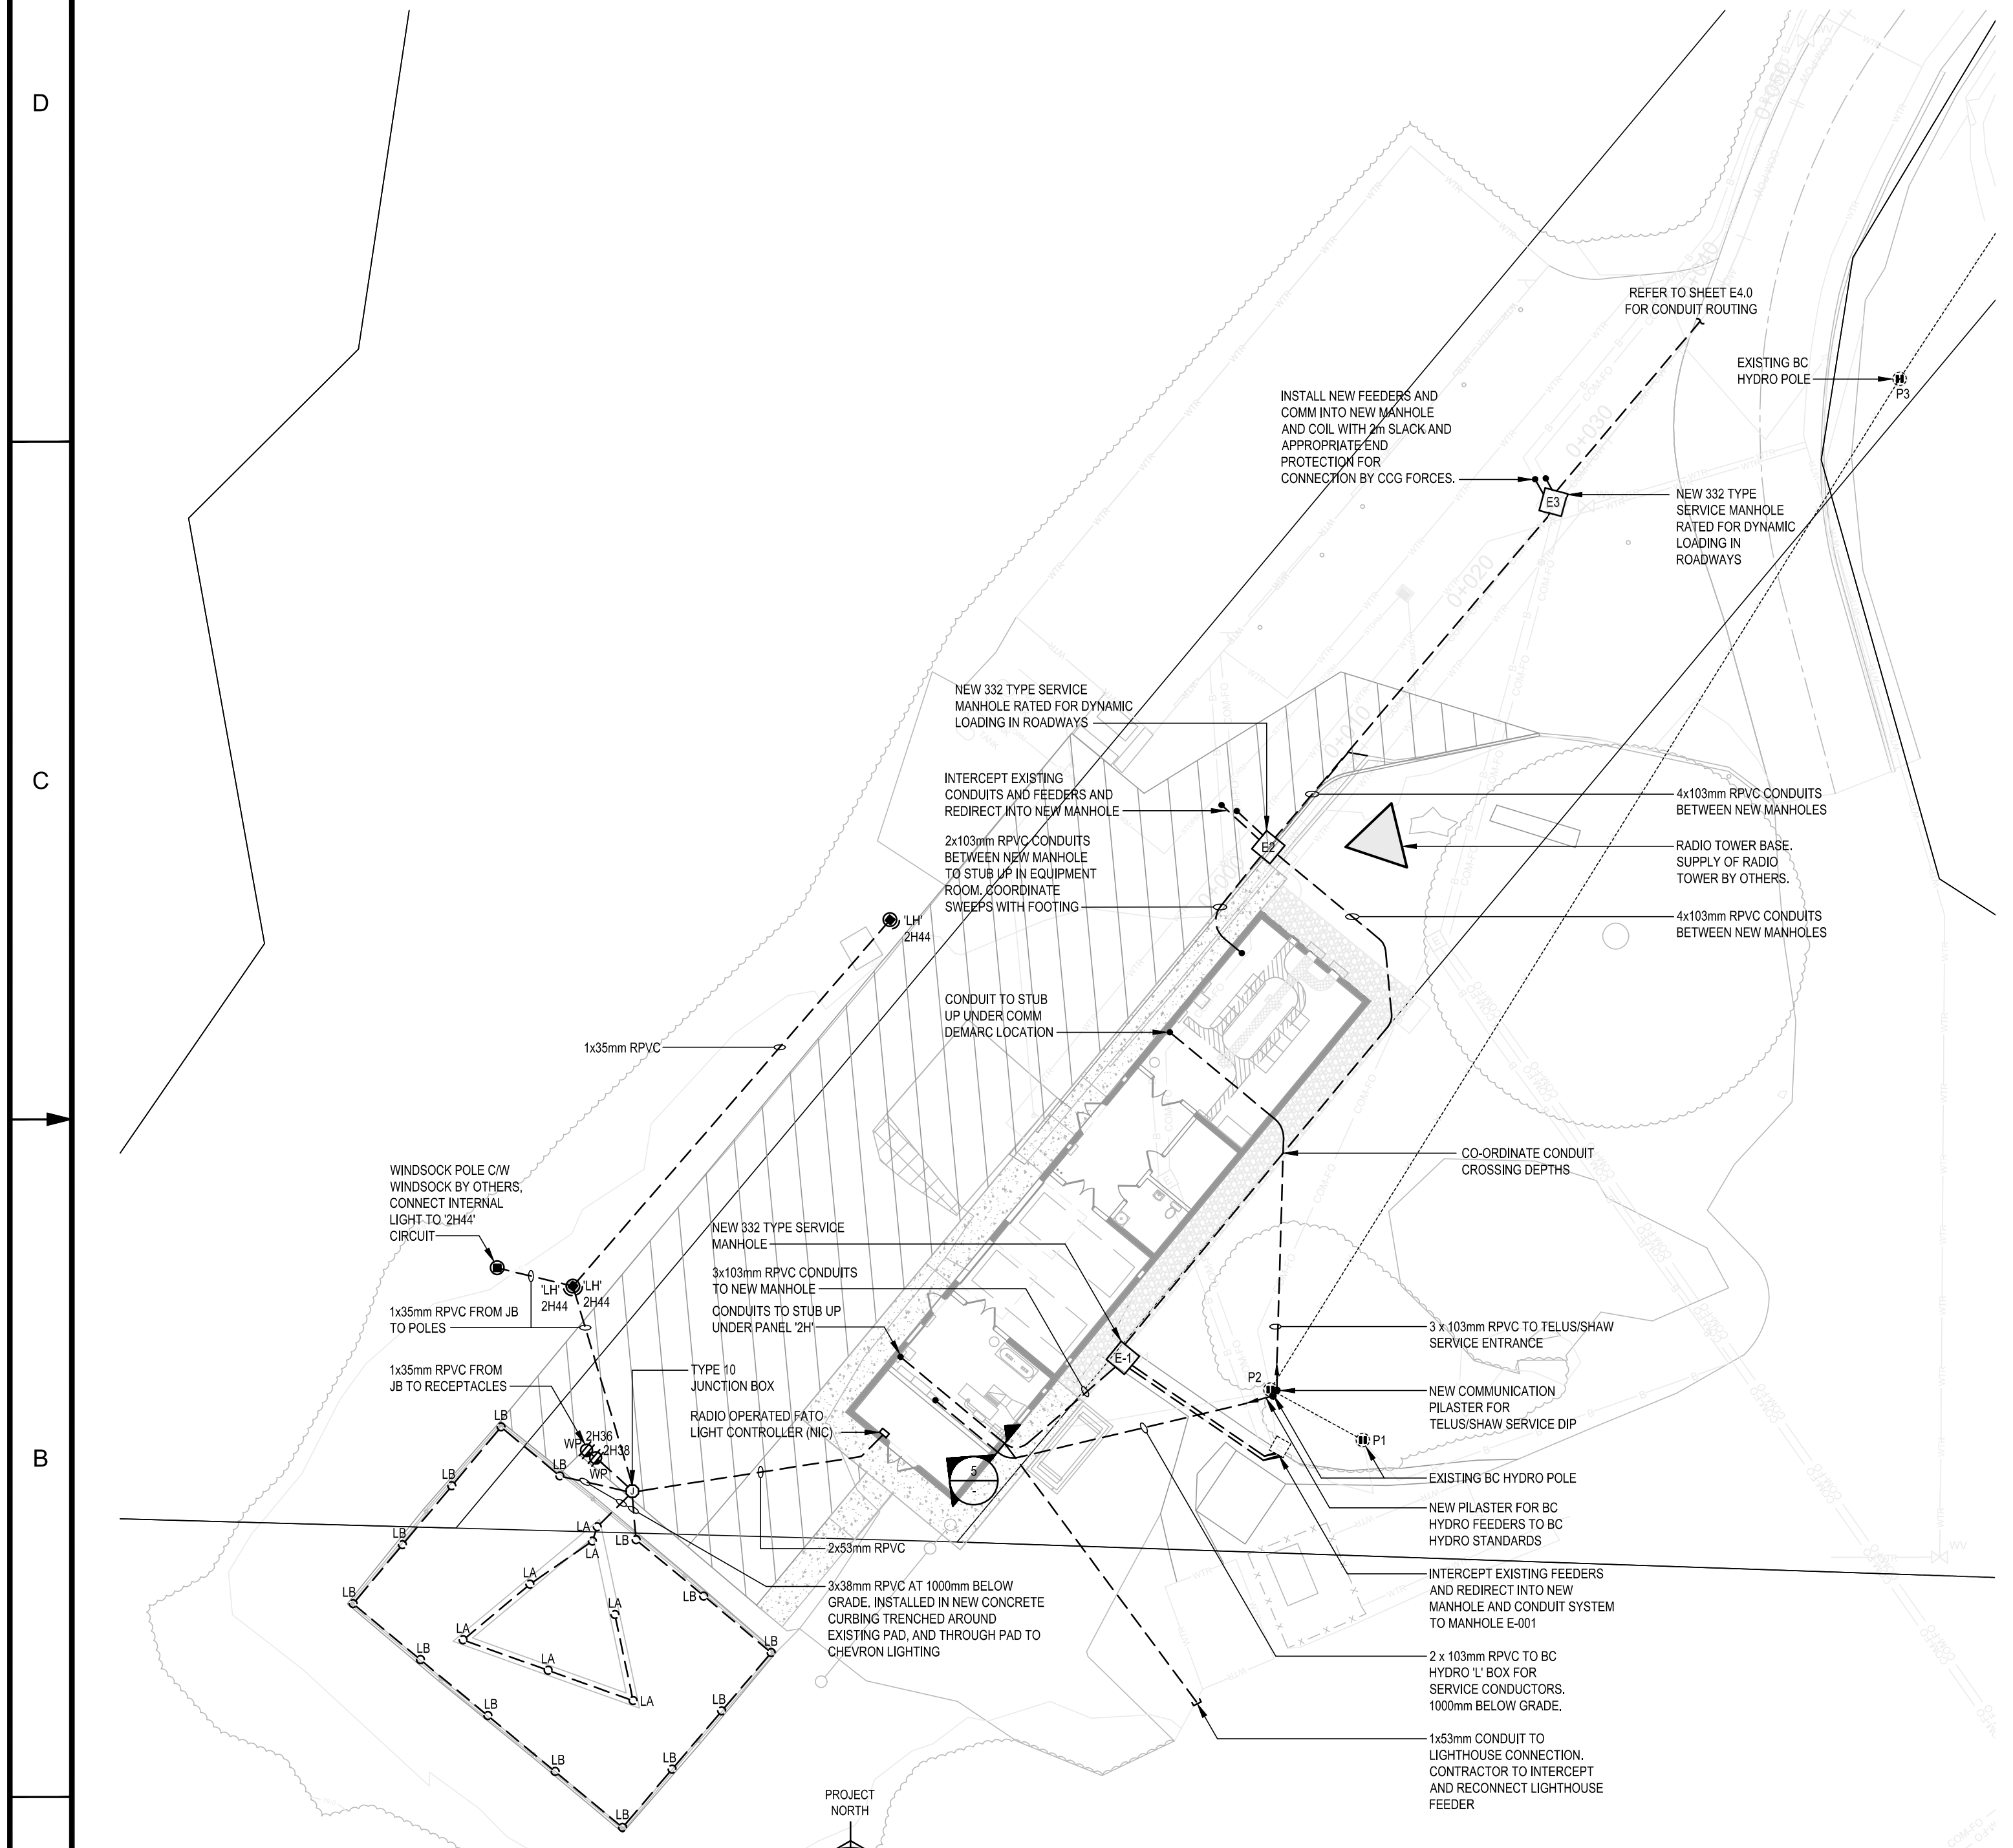 D
C
B
REFER TO SHEET E4.0
FOR CONDUIT ROUTING
EXISTING BC
HYDRO POLE
P3
INSTALL NEW FEEDERS AND
COMM INTO NEW MANHOLE
AND COIL WITH 2m SLACK AND
APPROPRIATE END
PROTECTION FOR
CONNECTION BY CCG FORCES.
E3
NEW 332 TYPE
SERVICE MANHOLE
RATED FOR DYNAMIC
LOADING IN
ROADWAYS
0+050
0+040
0+030
0+020
0+010
0+000
NEW 332 TYPE SERVICE
MANHOLE RATED FOR DYNAMIC
LOADING IN ROADWAYS
INTERCEPT EXISTING
CONDUITS AND FEEDERS AND
REDIRECT INTO NEW MANHOLE
2x103mm RPVC CONDUITS
BETWEEN NEW MANHOLE
TO STUB UP IN EQUIPMENT
ROOM. COORDINATE
SWEEPS WITH FOOTING
E2
4x103mm RPVC CONDUITS
BETWEEN NEW MANHOLES
RADIO TOWER BASE.
SUPPLY OF RADIO
TOWER BY OTHERS.
4x103mm RPVC CONDUITS
BETWEEN NEW MANHOLES
TANK
'LH'
2H44
CONDUIT TO STUB
UP UNDER COMM
DEMARC LOCATION
1x35mm RPVC
CO-ORDINATE CONDUIT
CROSSING DEPTHS
WINDSOCK POLE C/W
WINDSOCK BY OTHERS,
CONNECT INTERNAL
LIGHT TO '2H44'
CIRCUIT
'LH'
2H44
'LH'
2H44
NEW 332 TYPE SERVICE
MANHOLE
3x103mm RPVC CONDUITS
TO NEW MANHOLE
CONDUITS TO STUB UP
UNDER PANEL '2H'
1x35mm RPVC FROM JB
TO POLES
1x35mm RPVC FROM
JB TO RECEPTACLES
TYPE 10
JUNCTION BOX
RADIO OPERATED FATO
LIGHT CONTROLLER (NIC)
E-1
P2
P1
3 x 103mm RPVC TO TELUS/SHAW
SERVICE ENTRANCE
NEW COMMUNICATION
PILASTER FOR
TELUS/SHAW SERVICE DIP
EXISTING BC HYDRO POLE
NEW PILASTER FOR BC
HYDRO FEEDERS TO BC
HYDRO STANDARDS
INTERCEPT EXISTING FEEDERS
AND REDIRECT INTO NEW
MANHOLE AND CONDUIT SYSTEM
TO MANHOLE E-001
2 x 103mm RPVC TO BC
HYDRO 'L' BOX FOR
SERVICE CONDUCTORS.
1000mm BELOW GRADE.
1x53mm CONDUIT TO
LIGHTHOUSE CONNECTION.
CONTRACTOR TO INTERCEPT
AND RECONNECT LIGHTHOUSE
FEEDER
5
-
2x53mm RPVC
3x38mm RPVC AT 1000mm BELOW
GRADE, INSTALLED IN NEW CONCRETE
CURBING TRENCHED AROUND
EXISTING PAD, AND THROUGH PAD TO
CHEVRON LIGHTING
WP
2H36
2H38
WP
J
LB
LB
LB
LB
LB
LB
LB
LB
LB
LB
LB
LB
LB
LB
LA
LA
LA
LA
LA
LA
LA
WV
PROJECT
NORTH